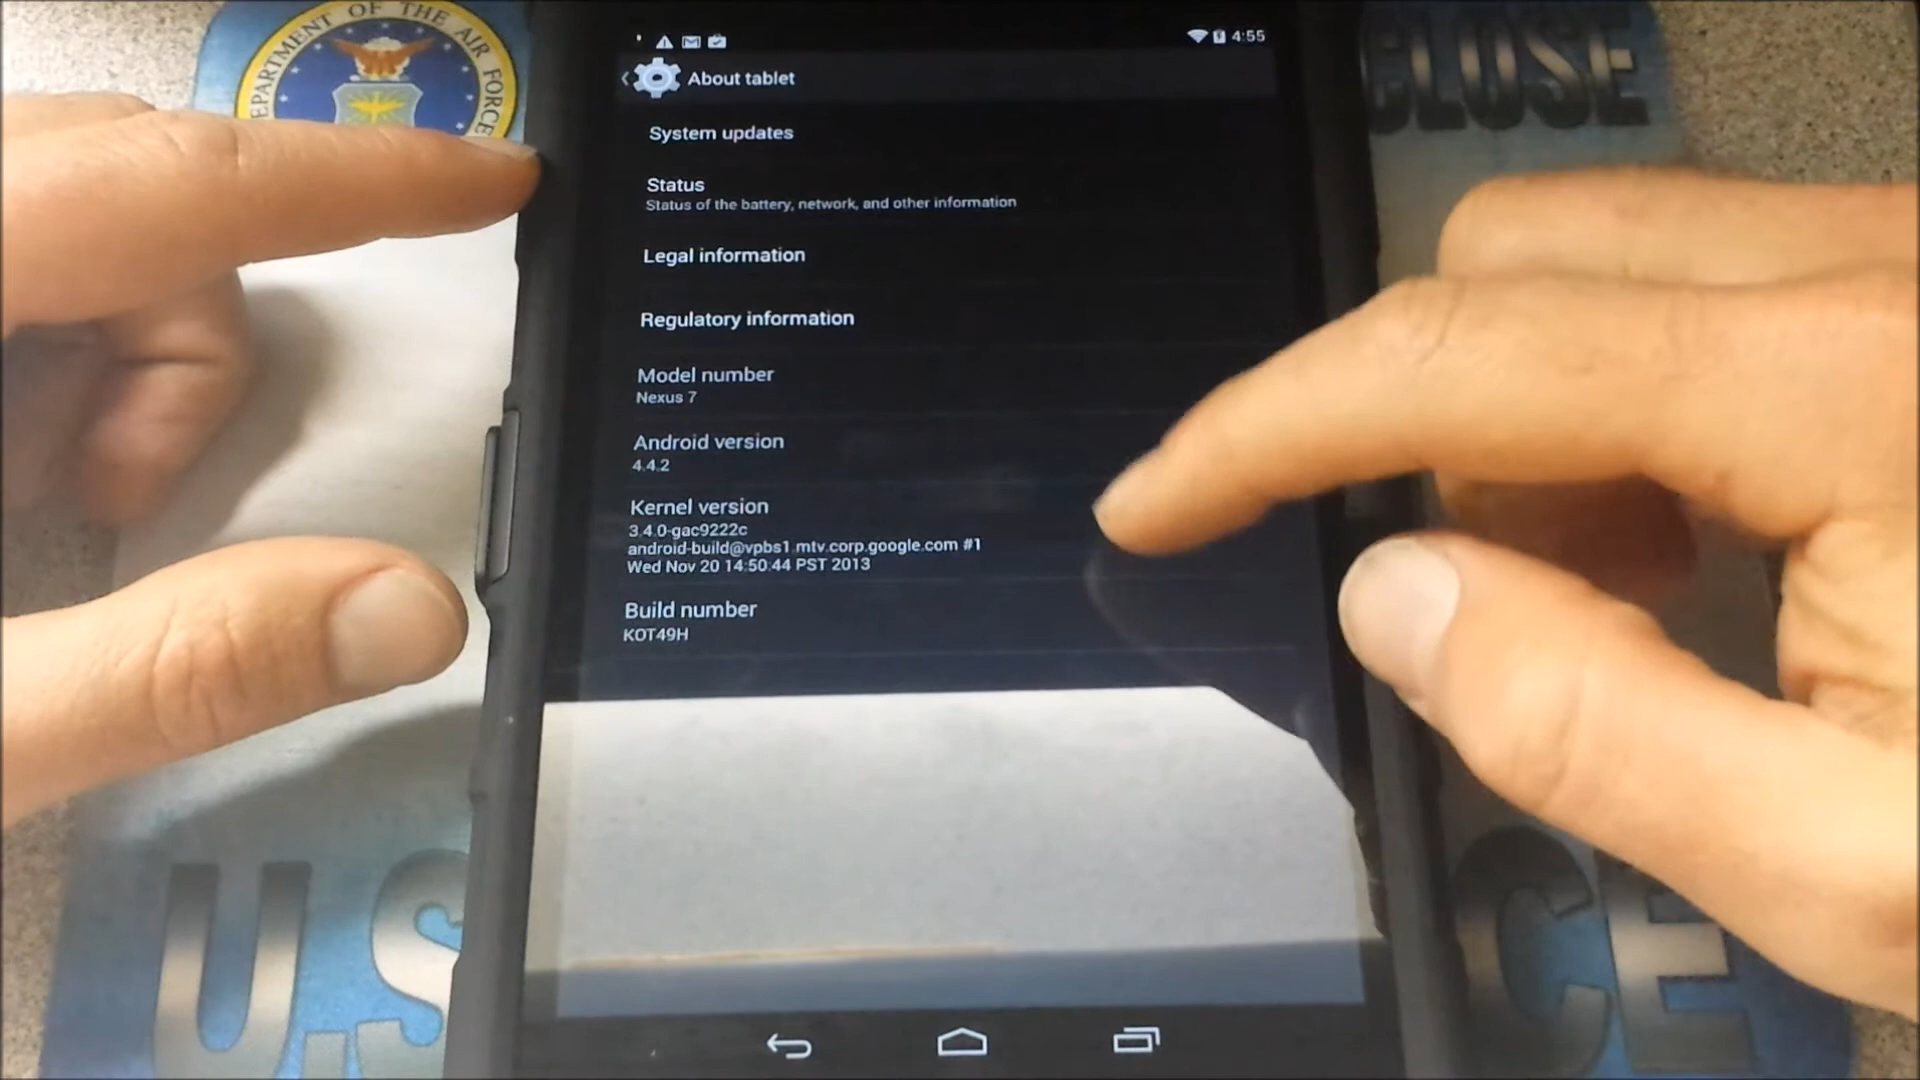 DEPARTMENT OF THE AIR FORCE
4:55
About tablet
CLOSE
System updates
Status
Status of the battery, network, and other information
Legal information
Regulatory information
Model number
Nexus 7
Android version
4.4.2
Kernel version
3.4.0-gac9222c
android-build@vpbs1.mtv.corp.google.com #1
Wed Nov 20 14:50:44 PST 2013
Build number
KOT49H
U.S
CE